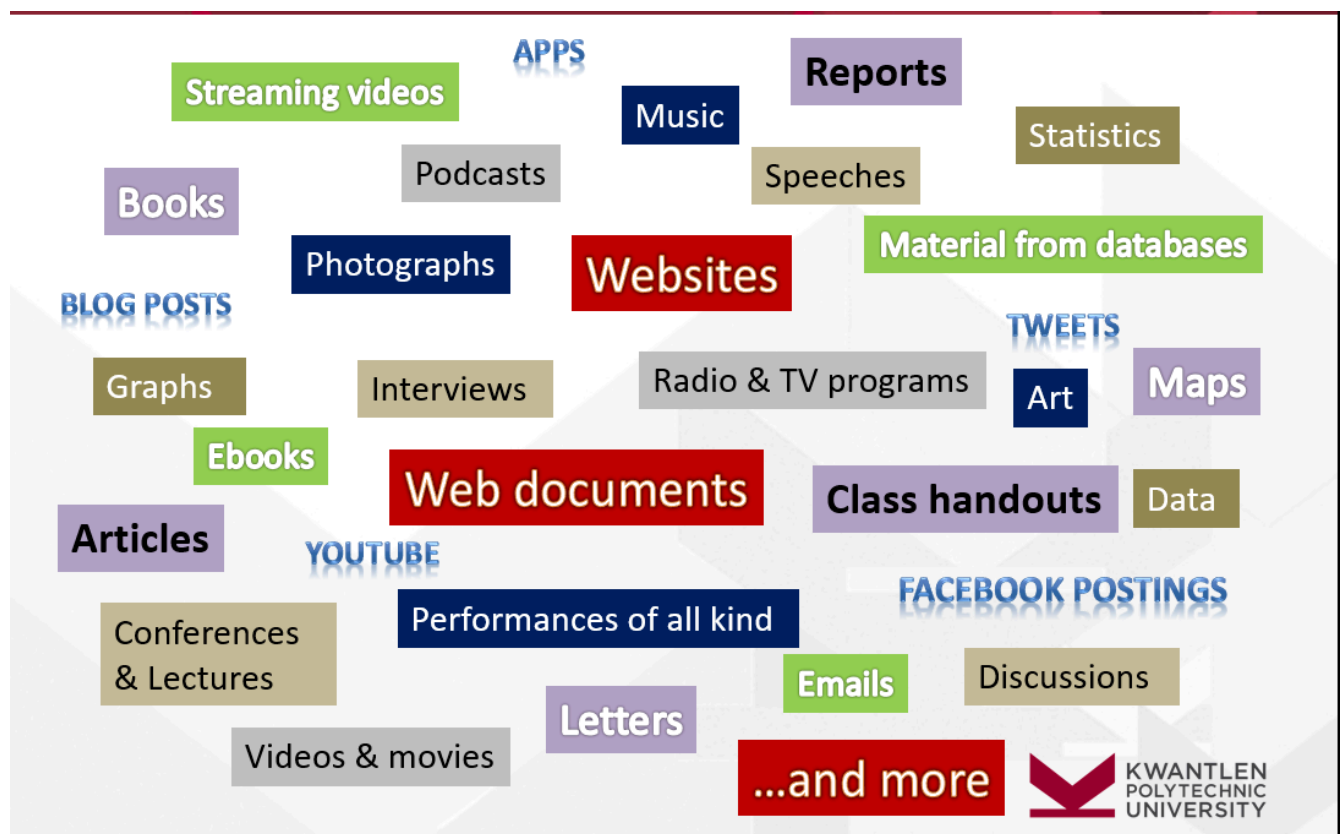 APPS
Reports
Streaming videos
Music
Statistics
Podcasts
Speeches
Books
Material from databases
Photographs
Websites
BLOG POSTS
TWEETS
Graphs
Interviews
Radio & TV programs
Art
Maps
Ebooks
Web documents
Class handouts
Data
Articles
YOUTUBE
FACEBOOK POSTINGS
Conferences
& Lectures
Performances of all kind
Emails
Discussions
Letters
Videos & movies
...and more
KWANTLEN
POLYTECHNIC
UNIVERSITY